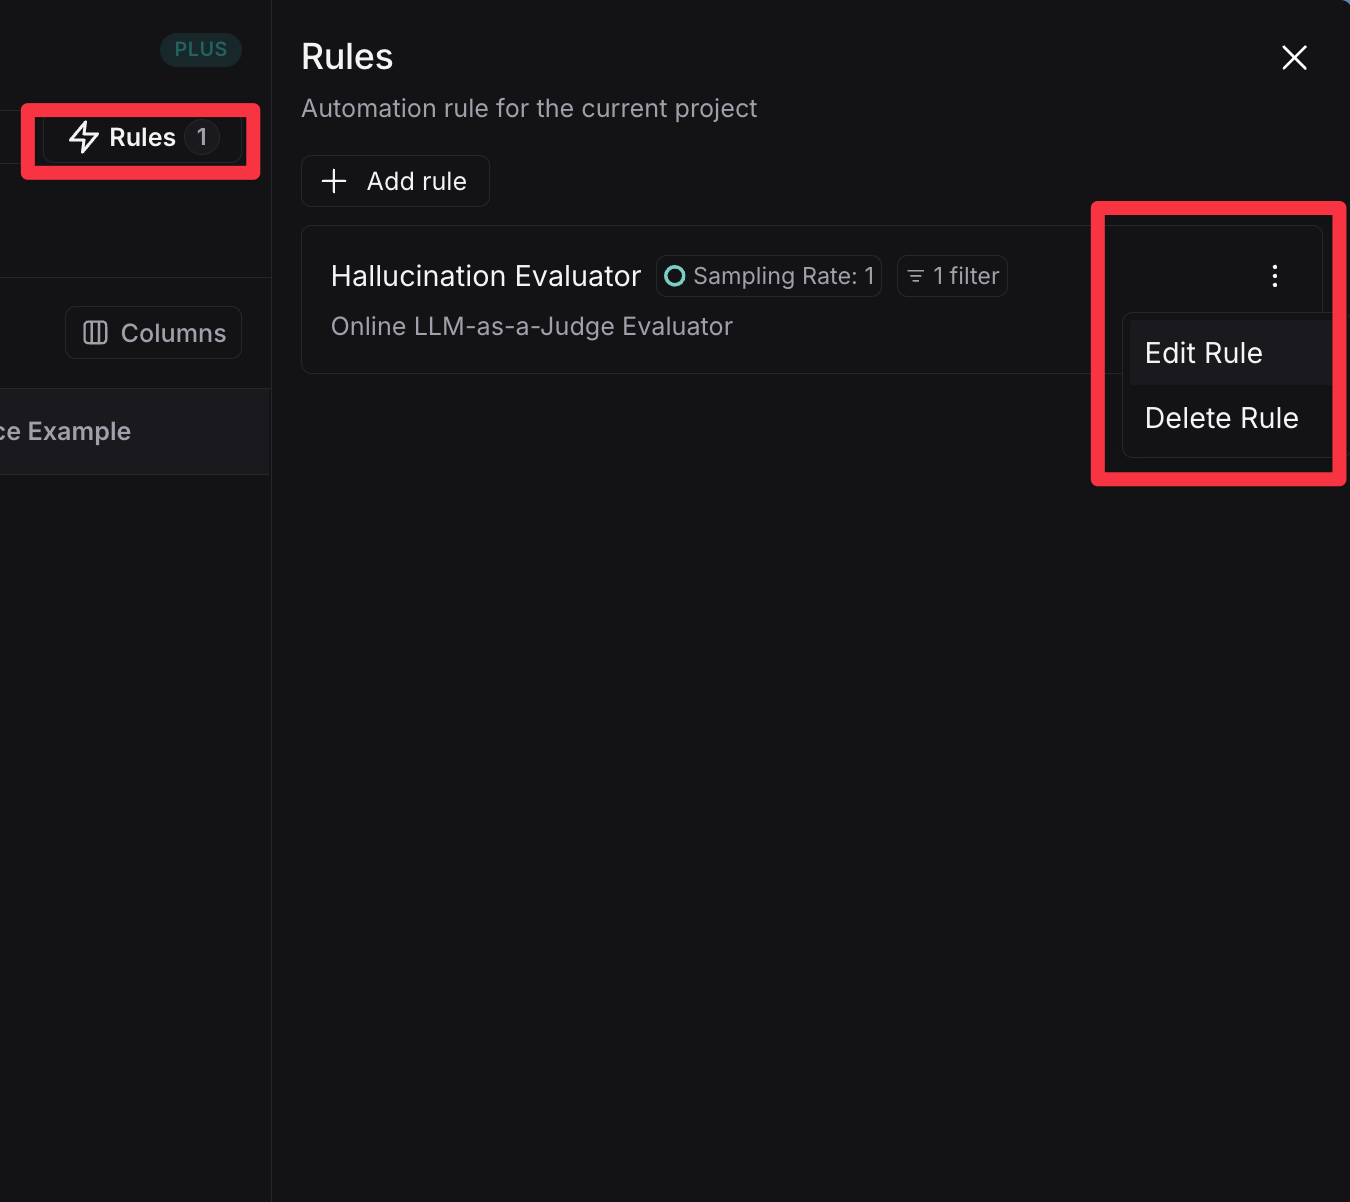 PLUS
Rules 1
Columns
ce Example
Rules
Automation rule for the current project
Add rule
Hallucination Evaluator Sampling Rate: 1 1 filter
Online LLM-as-a-Judge Evaluator
Edit Rule
Delete Rule